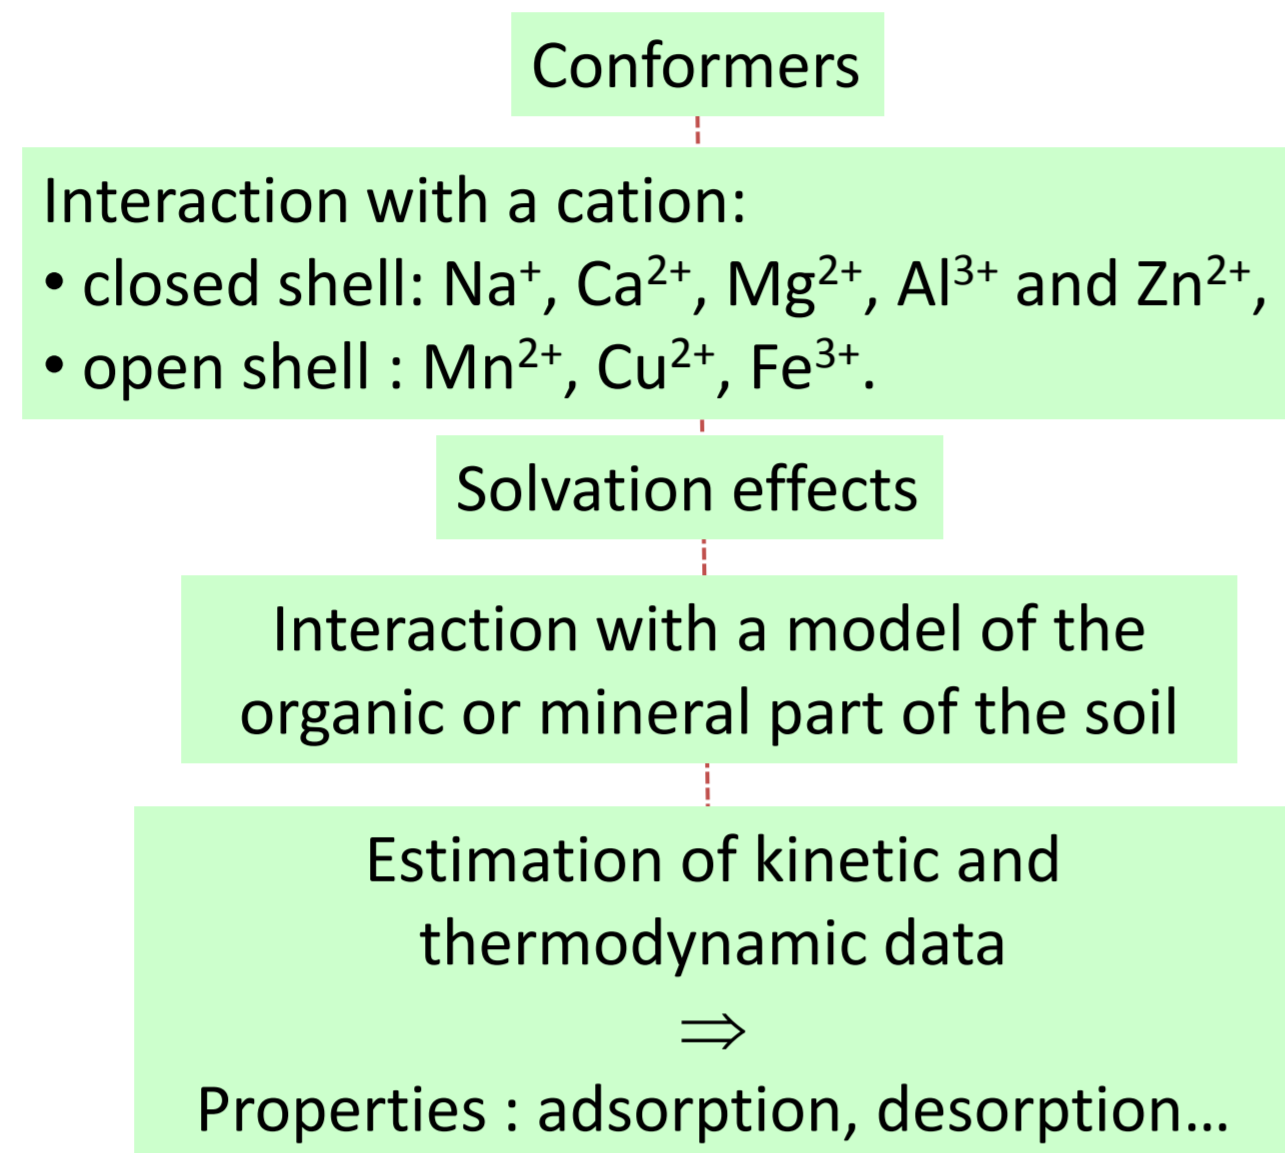 Conformers
Interaction with a cation:
• closed shell: Na⁺, Ca²⁺, Mg²⁺, Al³⁺ and Zn²⁺,
• open shell : Mn²⁺, Cu²⁺, Fe³⁺.
Solvation effects
Interaction with a model of the
organic or mineral part of the soil
Estimation of kinetic and
thermodynamic data
⇒
Properties : adsorption, desorption…